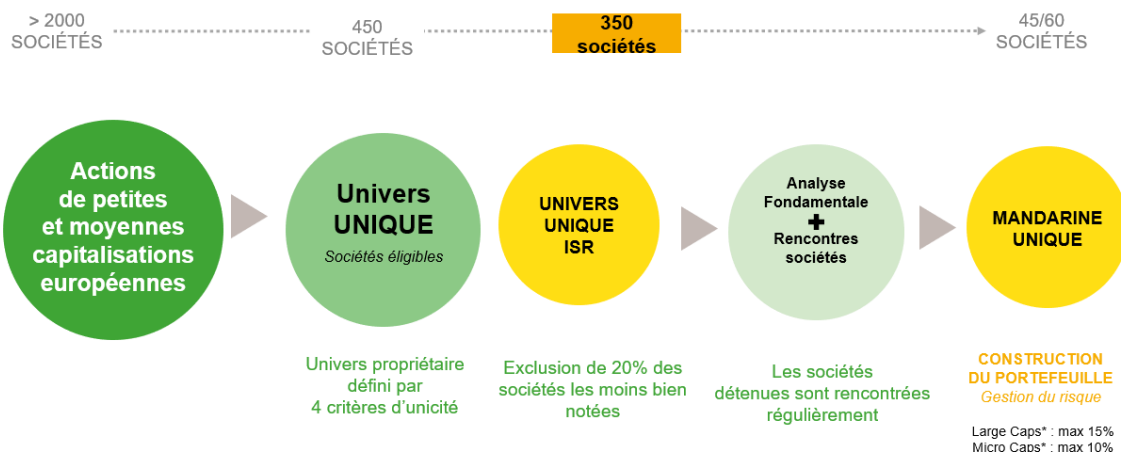 > 2000
SOCIÉTÉS
450
SOCIÉTÉS
350
sociétés
45/60
SOCIÉTÉS
Actions
de petites
et moyennes
capitalisations
européennes
Univers
UNIQUE
Sociétés éligibles
UNIVERS
UNIQUE
ISR
Analyse
Fondamentale
+
Rencontres
sociétés
MANDARINE
UNIQUE
Univers propriétaire
défini par
4 critères d'unicité
Exclusion de 20% des
sociétés les moins bien
notées
Les sociétés
détenues sont rencontrées
régulièrement
CONSTRUCTION
DU PORTEFEUILLE
Gestion du risque
Large Caps* : max 15%
Micro Caps* : max 10%